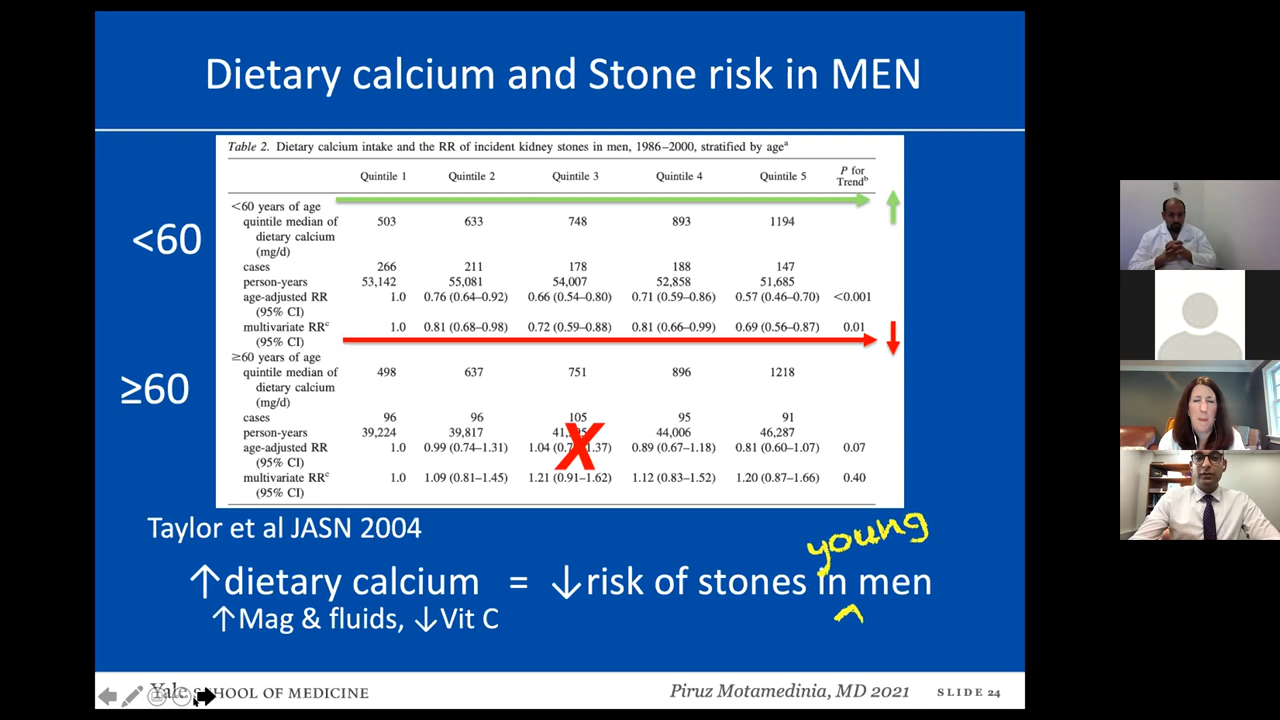 Dietary calcium and Stone risk in MEN
Table 2. Dietary calcium intake and the RR of incident kidney stones in men, 1986–2000, stratified by ageᵃ
Quintile 1 Quintile 2 Quintile 3 Quintile 4 Quintile 5 P for Trendᵇ
<60
<60 years of age
quintile median of 503 633 748 893 1194
dietary calcium
(mg/d)
cases 266 211 178 188 147
person-years 53,142 55,081 54,007 52,858 51,685
age-adjusted RR 1.0 0.76 (0.64–0.92) 0.66 (0.54–0.80) 0.71 (0.59–0.86) 0.57 (0.46–0.70) <0.001
(95% CI)
multivariate RRᶜ 1.0 0.81 (0.68–0.98) 0.72 (0.59–0.88) 0.81 (0.66–0.99) 0.69 (0.56–0.87) 0.01
(95% CI)
≥60
≥60 years of age
quintile median of 498 637 751 896 1218
dietary calcium
(mg/d)
cases 96 96 105 95 91
person-years 39,224 39,817 44,006 46,287
age-adjusted RR 1.0 0.99 (0.74–1.31) 1.04 0.89 (0.67–1.18) 0.81 (0.60–1.07) 0.07
(95% CI)
multivariate RRᶜ 1.0 1.09 (0.81–1.45) 1.21 (0.91–1.62) 1.12 (0.83–1.52) 1.20 (0.87–1.66) 0.40
(95% CI)
X
Taylor et al JASN 2004
young
↑dietary calcium = ↓risk of stones in men
↑Mag & fluids, ↓Vit C
Yale SCHOOL OF MEDICINE
Piruz Motamedinia, MD 2021
SLIDE 24